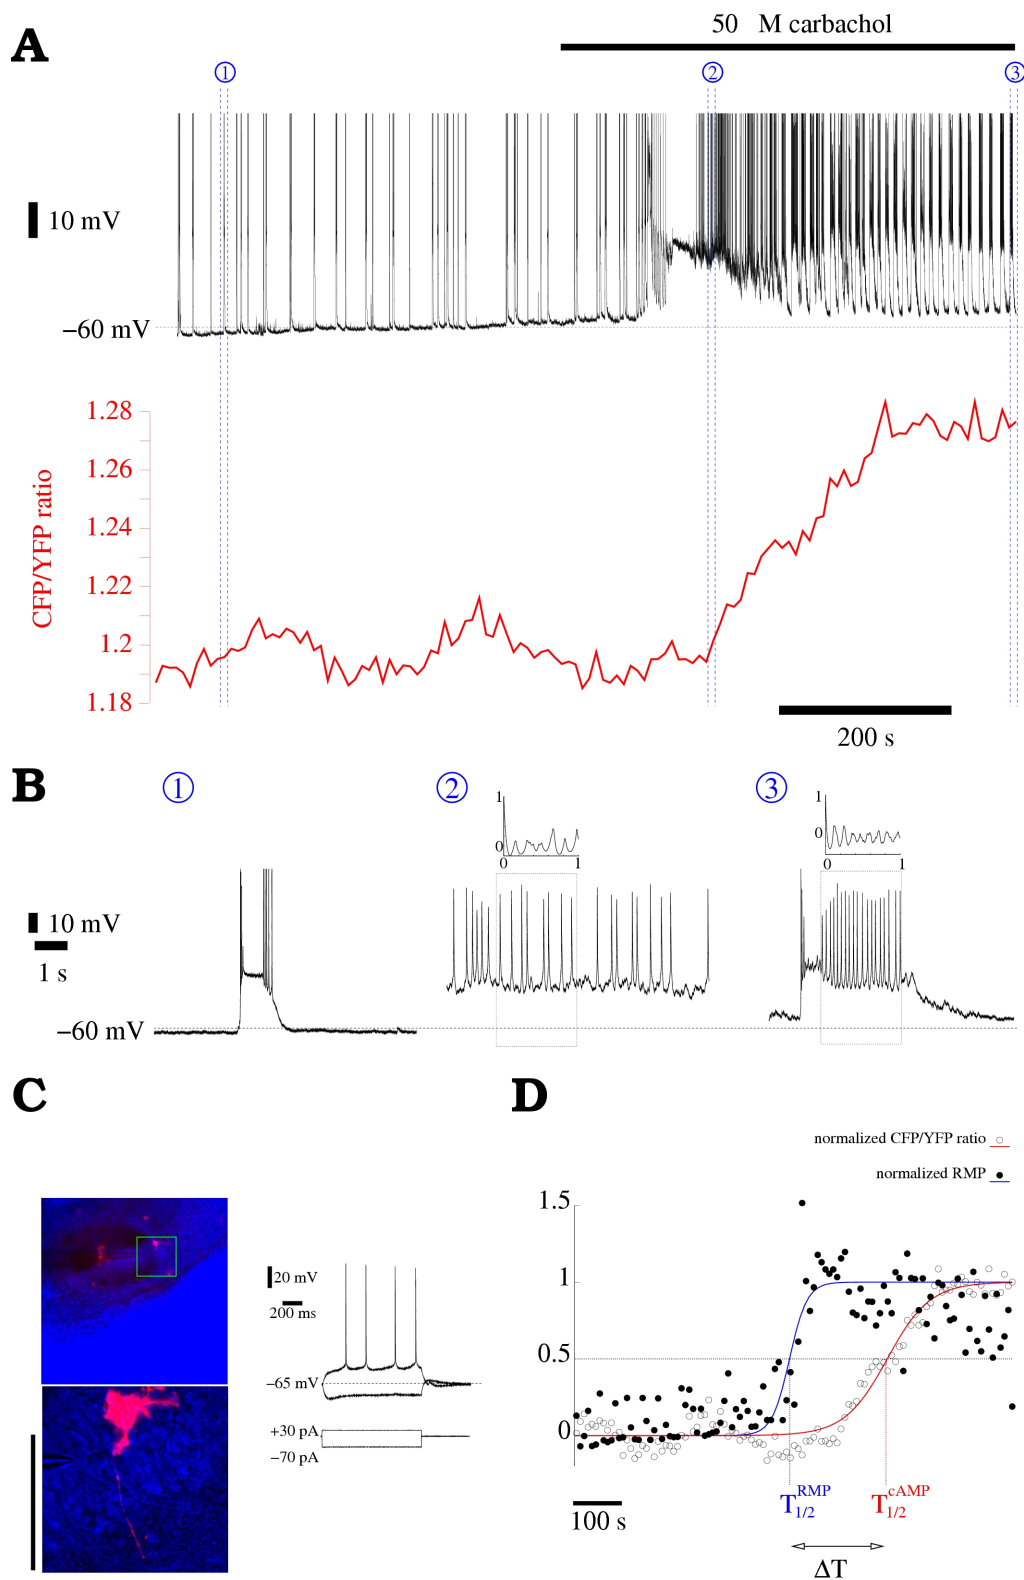 A
50 M carbachol
① ② ③
10 mV
−60 mV
1.28
1.26
1.24
1.22
1.2
1.18
CFP/YFP ratio
200 s
B
① ② ③
1
0
0 1
1
0
0 1
10 mV
1 s
−60 mV
C
20 mV
200 ms
−65 mV
+30 pA
−70 pA
D
normalized CFP/YFP ratio
normalized RMP
1.5
1
0.5
0
100 s
T1/2RMP
T1/2cAMP
ΔT